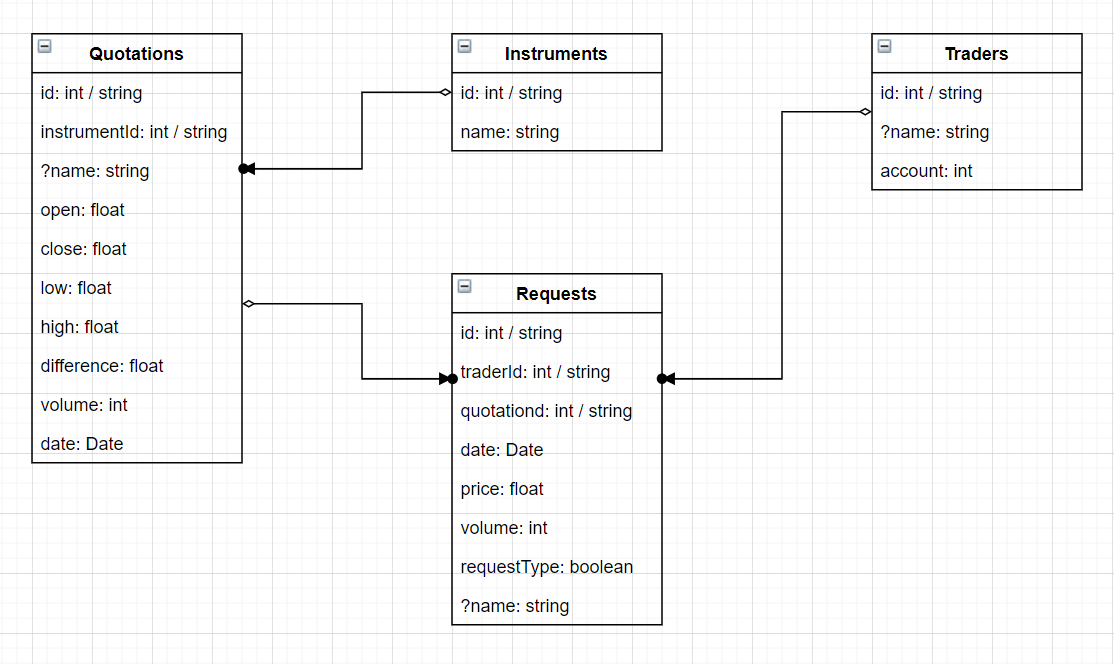 Quotations
id: int / string
instrumentId: int / string
?name: string
open: float
close: float
low: float
high: float
difference: float
volume: int
date: Date
Instruments
id: int / string
name: string
Traders
id: int / string
?name: string
account: int
Requests
id: int / string
traderId: int / string
quotationd: int / string
date: Date
price: float
volume: int
requestType: boolean
?name: string